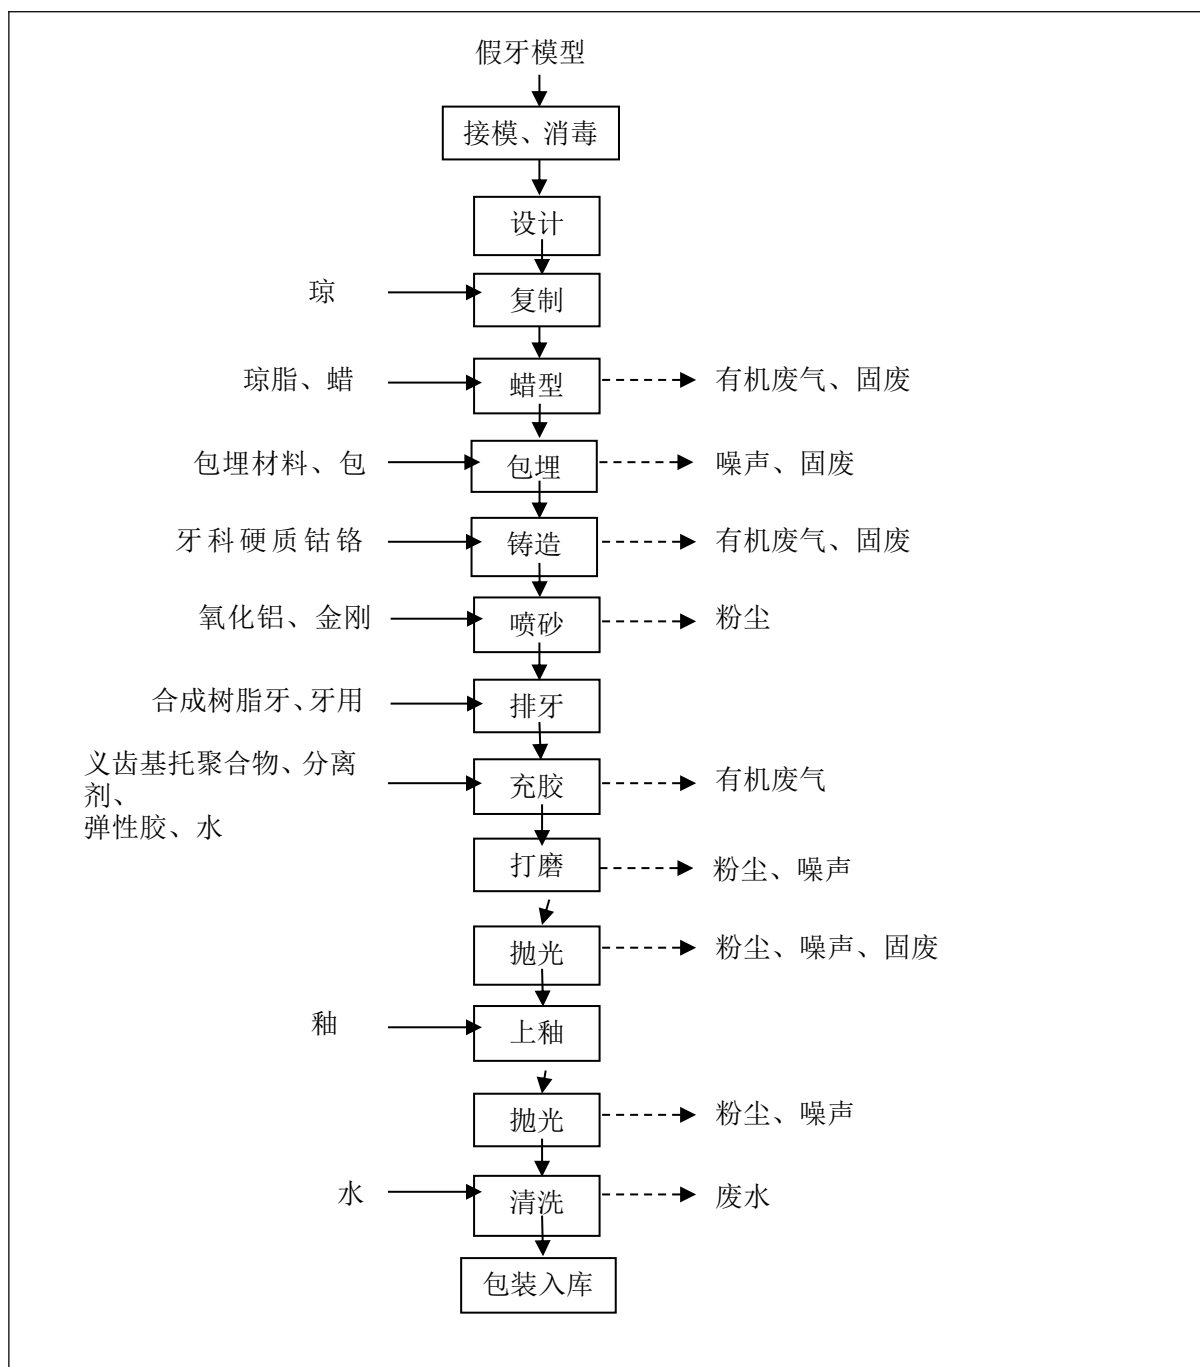 假牙模型
接模、消毒
设计
琼
复制
琼脂、蜡
蜡型
有机废气、固废
包埋材料、包
包埋
噪声、固废
牙科硬质钴铬
铸造
有机废气、固废
氧化铝、金刚
喷砂
粉尘
合成树脂牙、牙用
排牙
义齿基托聚合物、分离
剂、
弹性胶、水
充胶
有机废气
打磨
粉尘、噪声
抛光
粉尘、噪声、固废
釉
上釉
抛光
粉尘、噪声
水
清洗
废水
包装入库